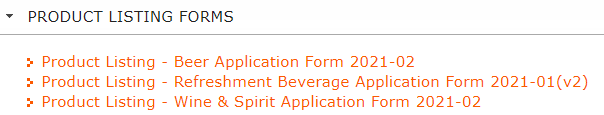 PRODUCT LISTING FORMS
Product Listing - Beer Application Form 2021-02
Product Listing - Refreshment Beverage Application Form 2021-01(v2)
Product Listing - Wine & Spirit Application Form 2021-02